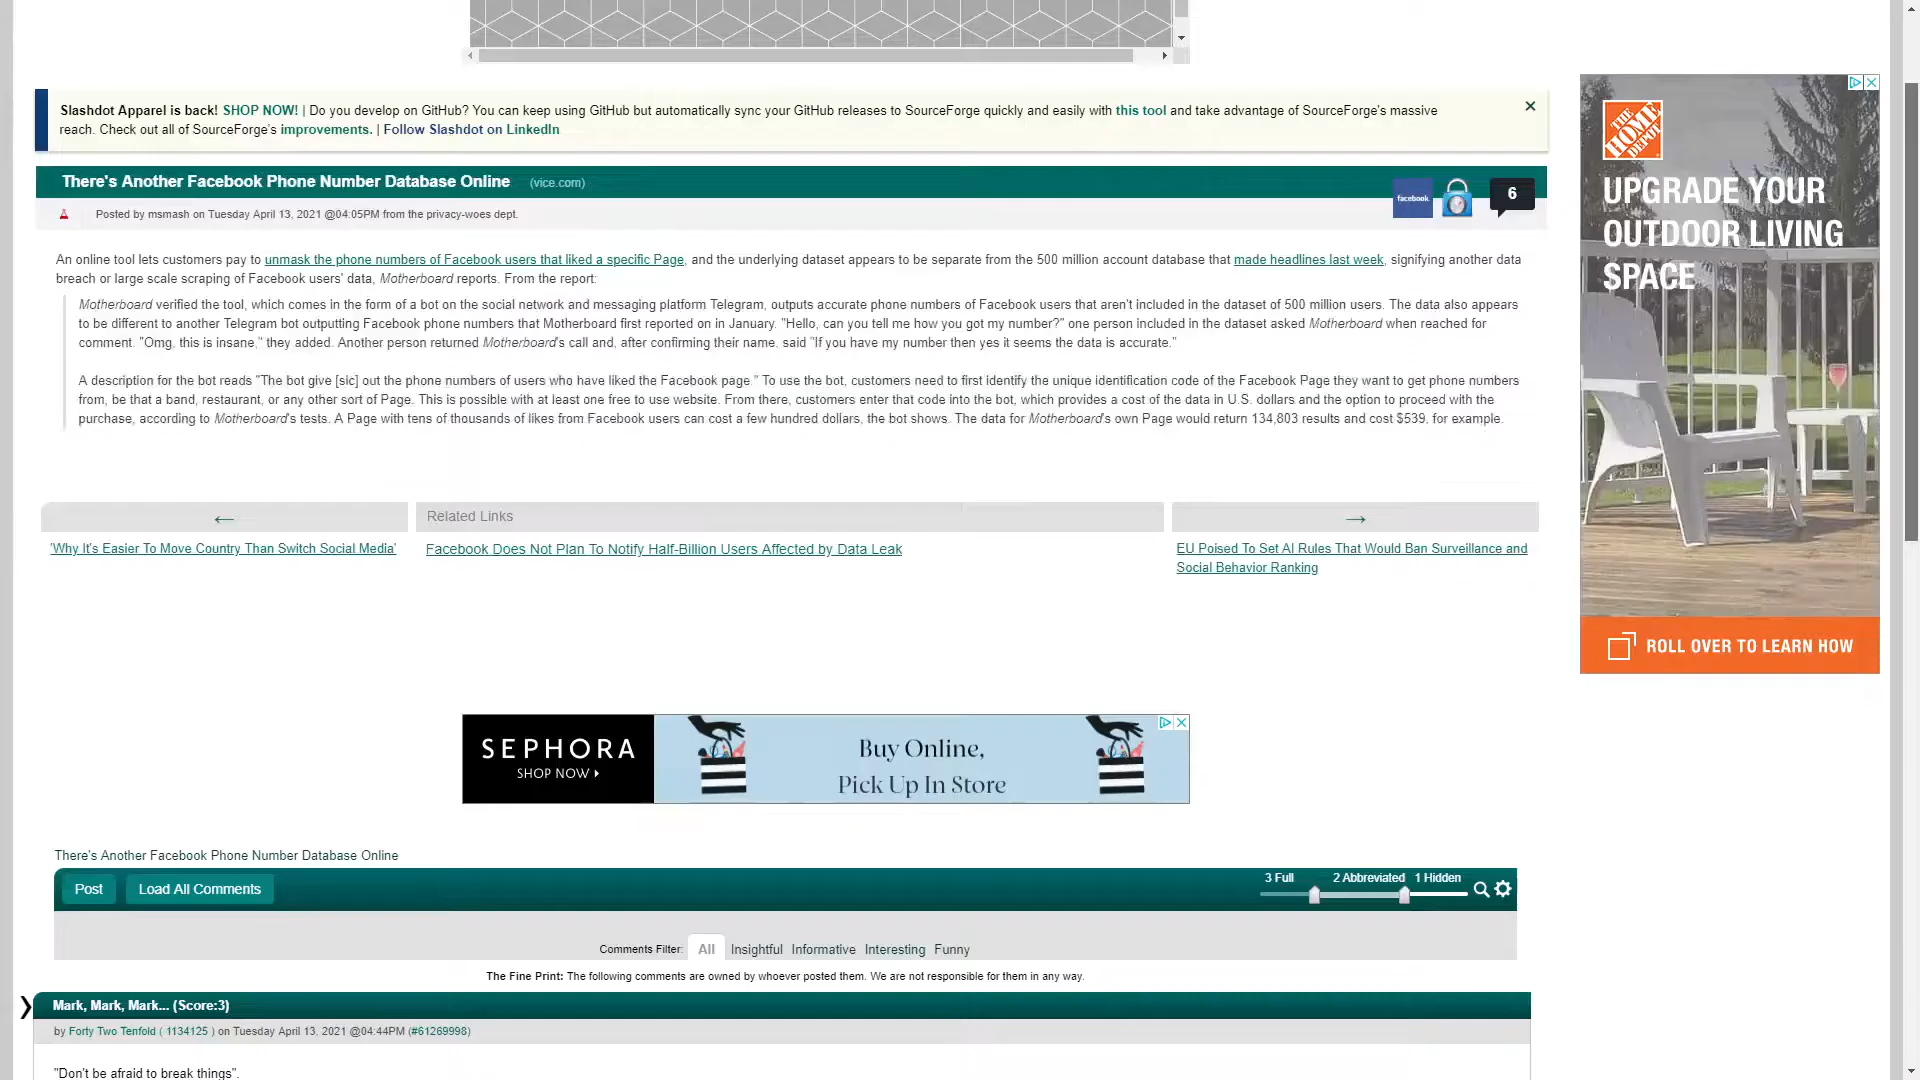 Slashdot Apparel is back! SHOP NOW! | Do you develop on GitHub? You can keep using GitHub but automatically sync your GitHub releases to SourceForge quickly and easily with this tool and take advantage of SourceForge's massive
reach. Check out all of SourceForge's improvements. | Follow Slashdot on LinkedIn
There's Another Facebook Phone Number Database Online (vice.com)
facebook
6
Posted by msmash on Tuesday April 13, 2021 @04:05PM from the privacy-woes dept.
An online tool lets customers pay to unmask the phone numbers of Facebook users that liked a specific Page, and the underlying dataset appears to be separate from the 500 million account database that made headlines last week, signifying another data
breach or large scale scraping of Facebook users' data, Motherboard reports. From the report:
Motherboard verified the tool, which comes in the form of a bot on the social network and messaging platform Telegram, outputs accurate phone numbers of Facebook users that aren't included in the dataset of 500 million users. The data also appears
to be different to another Telegram bot outputting Facebook phone numbers that Motherboard first reported on in January. "Hello, can you tell me how you got my number?" one person included in the dataset asked Motherboard when reached for
comment. "Omg, this is insane," they added. Another person returned Motherboard's call and, after confirming their name, said "If you have my number then yes it seems the data is accurate."
A description for the bot reads "The bot give [sic] out the phone numbers of users who have liked the Facebook page." To use the bot, customers need to first identify the unique identification code of the Facebook Page they want to get phone numbers
from, be that a band, restaurant, or any other sort of Page. This is possible with at least one free to use website. From there, customers enter that code into the bot, which provides a cost of the data in U.S. dollars and the option to proceed with the
purchase, according to Motherboard's tests. A Page with tens of thousands of likes from Facebook users can cost a few hundred dollars, the bot shows. The data for Motherboard's own Page would return 134,803 results and cost $539, for example.
←
Related Links
→
'Why It's Easier To Move Country Than Switch Social Media'
Facebook Does Not Plan To Notify Half-Billion Users Affected by Data Leak
EU Poised To Set AI Rules That Would Ban Surveillance and
Social Behavior Ranking
THE HOME DEPOT
UPGRADE YOUR
OUTDOOR LIVING
SPACE
ROLL OVER TO LEARN HOW
SEPHORA
SHOP NOW
Buy Online,
Pick Up In Store
There's Another Facebook Phone Number Database Online
Post
Load All Comments
3 Full
2 Abbreviated
1 Hidden
Comments Filter: All Insightful Informative Interesting Funny
The Fine Print: The following comments are owned by whoever posted them. We are not responsible for them in any way.
Mark, Mark, Mark... (Score:3)
by Forty Two Tenfold ( 1134125 ) on Tuesday April 13, 2021 @04:44PM (#61269998)
"Don't be afraid to break things".